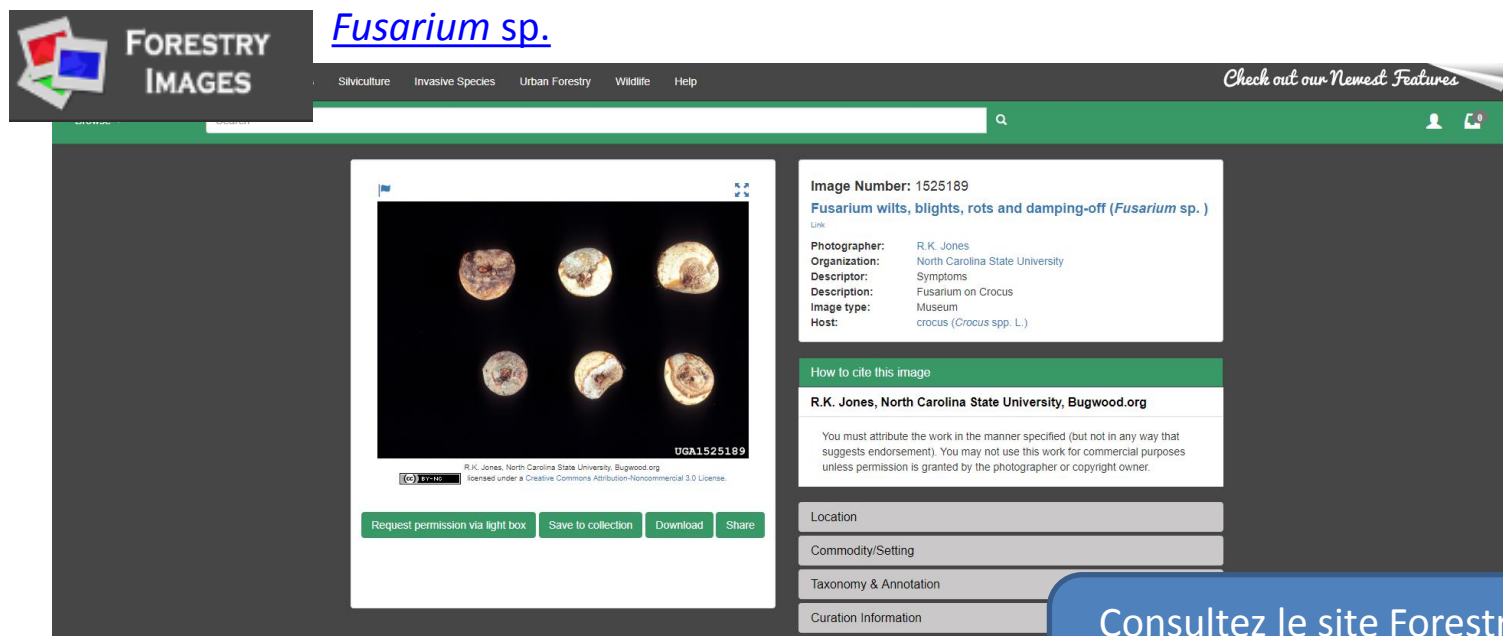 FORESTRY
IMAGES
Fusarium sp.
Silviculture Invasive Species Urban Forestry Wildlife Help
Check out our Newest Features
0
Image Number: 1525189
Fusarium wilts, blights, rots and damping-off (Fusarium sp. )
Link
Photographer: R.K. Jones
Organization: North Carolina State University
Descriptor: Symptoms
Description: Fusarium on Crocus
Image type: Museum
Host: crocus (Crocus spp. L.)
How to cite this image
R.K. Jones, North Carolina State University, Bugwood.org
You must attribute the work in the manner specified (but not in any way that
suggests endorsement). You may not use this work for commercial purposes
unless permission is granted by the photographer or copyright owner.
UGA1525189
R.K. Jones, North Carolina State University, Bugwood.org
(cc) BY-NC licensed under a Creative Commons Attribution-Noncommercial 3.0 License.
Request permission via light box Save to collection Download Share
Location
Commodity/Setting
Taxonomy & Annotation
Curation Information
Consultez le site Forestr